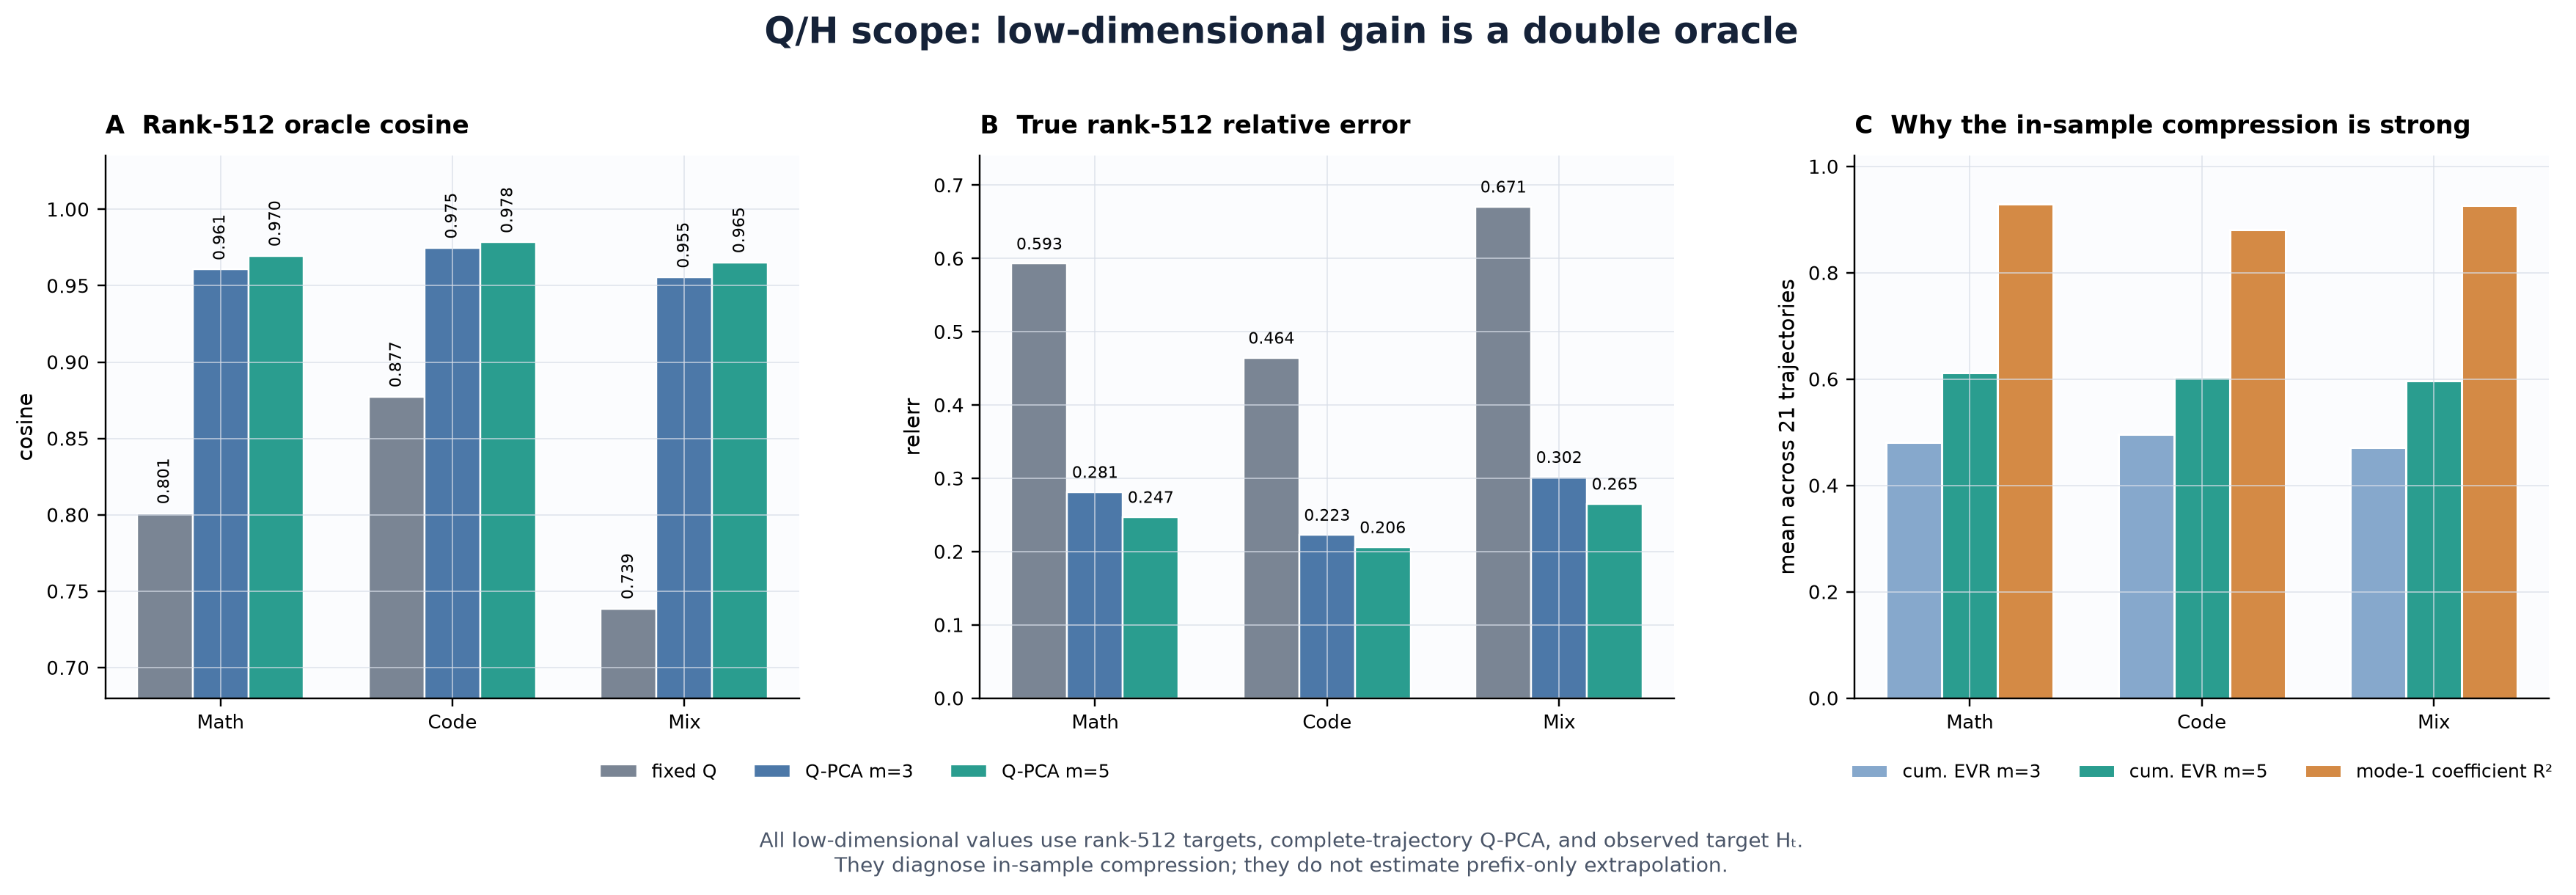 Q/H scope: low-dimensional gain is a double oracle
A Rank-512 oracle cosine
cosine
1.00
0.95
0.90
0.85
0.80
0.75
0.70
0.801
0.961
0.970
0.877
0.975
0.978
0.739
0.955
0.965
Math
Code
Mix
B True rank-512 relative error
relerr
0.7
0.6
0.5
0.4
0.3
0.2
0.1
0.0
0.593
0.281
0.247
0.464
0.223
0.206
0.671
0.302
0.265
Math
Code
Mix
fixed Q
Q-PCA m=3
Q-PCA m=5
C Why the in-sample compression is strong
mean across 21 trajectories
1.0
0.8
0.6
0.4
0.2
0.0
Math
Code
Mix
cum. EVR m=3
cum. EVR m=5
mode-1 coefficient R²
All low-dimensional values use rank-512 targets, complete-trajectory Q-PCA, and observed target Hₜ.
They diagnose in-sample compression; they do not estimate prefix-only extrapolation.